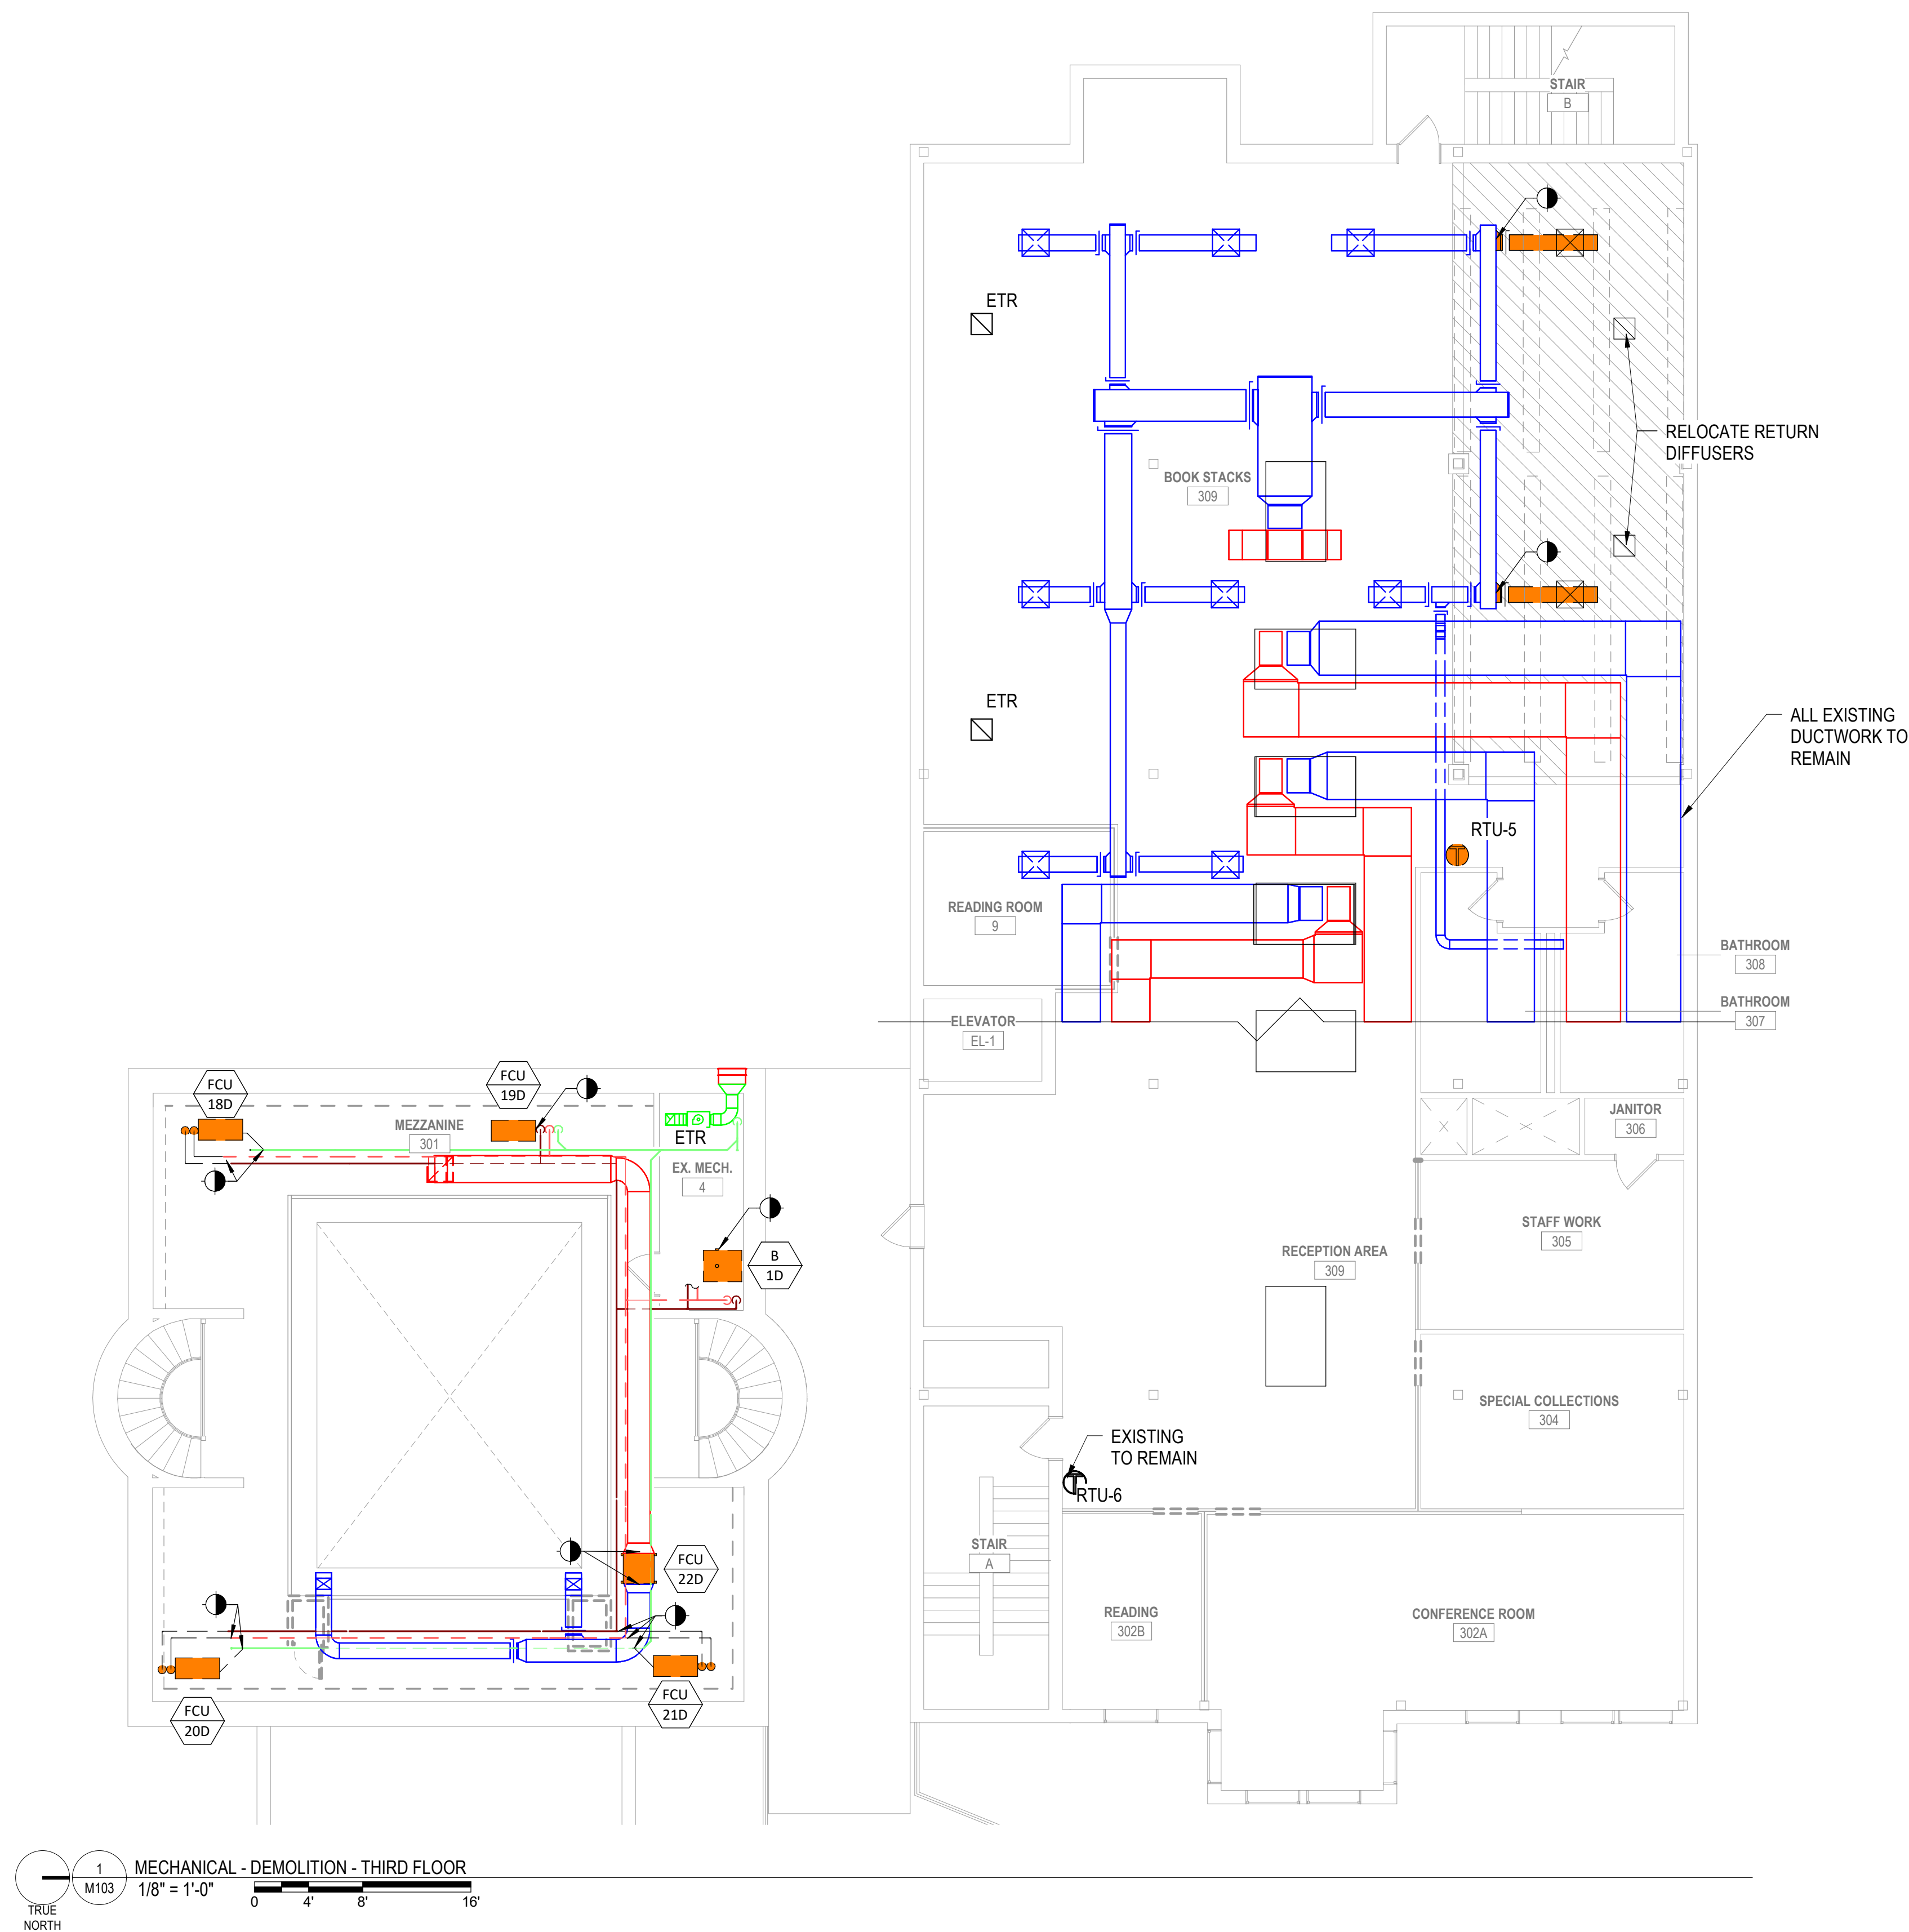 STAIR
B
ETR
RELOCATE RETURN
DIFFUSERS
BOOK STACKS
309
ETR
ALL EXISTING
DUCTWORK TO
REMAIN
RTU-5
READING ROOM
9
BATHROOM
308
BATHROOM
307
ELEVATOR
EL-1
FCU
18D
FCU
19D
MEZZANINE
301
ETR
EX. MECH.
4
JANITOR
306
B
1D
STAFF WORK
305
RECEPTION AREA
309
SPECIAL COLLECTIONS
304
EXISTING
TO REMAIN
RTU-6
STAIR
A
FCU
22D
READING
302B
CONFERENCE ROOM
302A
FCU
20D
FCU
21D
1
M103
MECHANICAL - DEMOLITION - THIRD FLOOR
1/8" = 1'-0"
0 4' 8' 16'
TRUE
NORTH